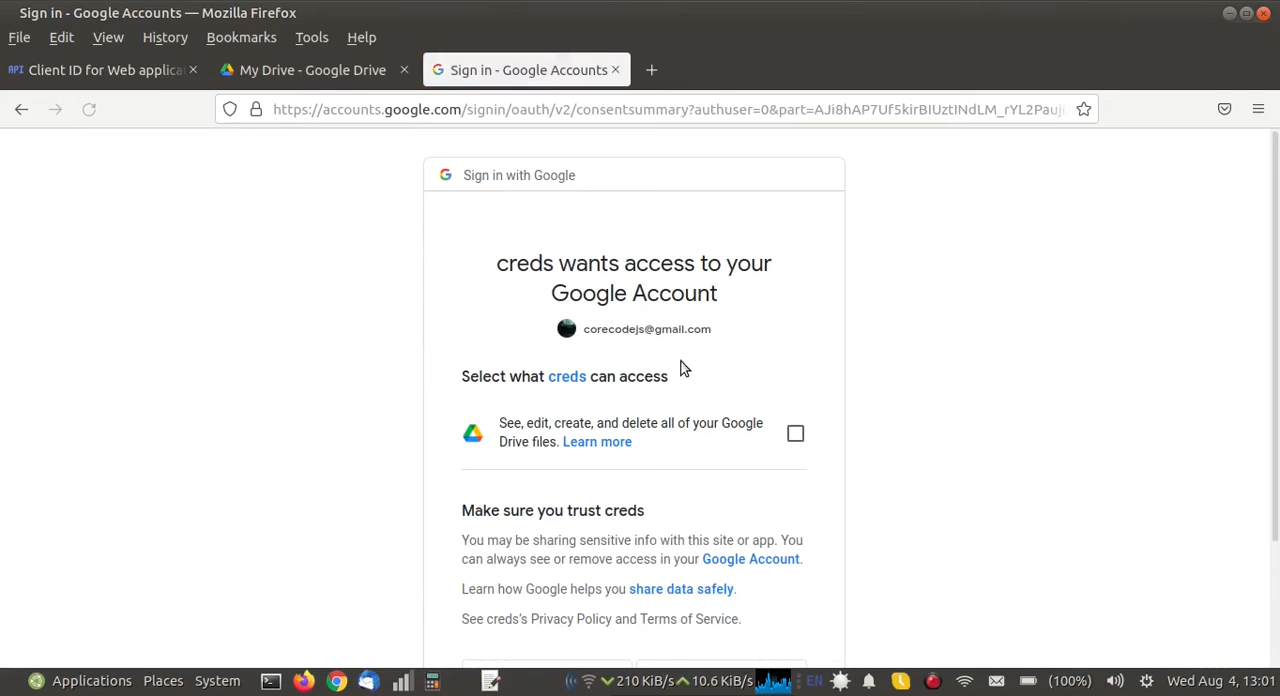 Sign in - Google Accounts — Mozilla Firefox
File Edit View History Bookmarks Tools Help
API Client ID for Web applica
My Drive - Google Drive
Sign in - Google Accounts
https://accounts.google.com/signin/oauth/v2/consentsummary?authuser=0&part=AJi8hAP7Uf5kirBIUztINdLM_rYL2Pauj
Sign in with Google
creds wants access to your
Google Account
corecodejs@gmail.com
Select what creds can access
See, edit, create, and delete all of your Google
Drive files. Learn more
Make sure you trust creds
You may be sharing sensitive info with this site or app. You
can always see or remove access in your Google Account.
Learn how Google helps you share data safely.
See creds's Privacy Policy and Terms of Service.
Applications Places System 210 KiB/s 10.6 KiB/s EN (100%) Wed Aug 4, 13:01